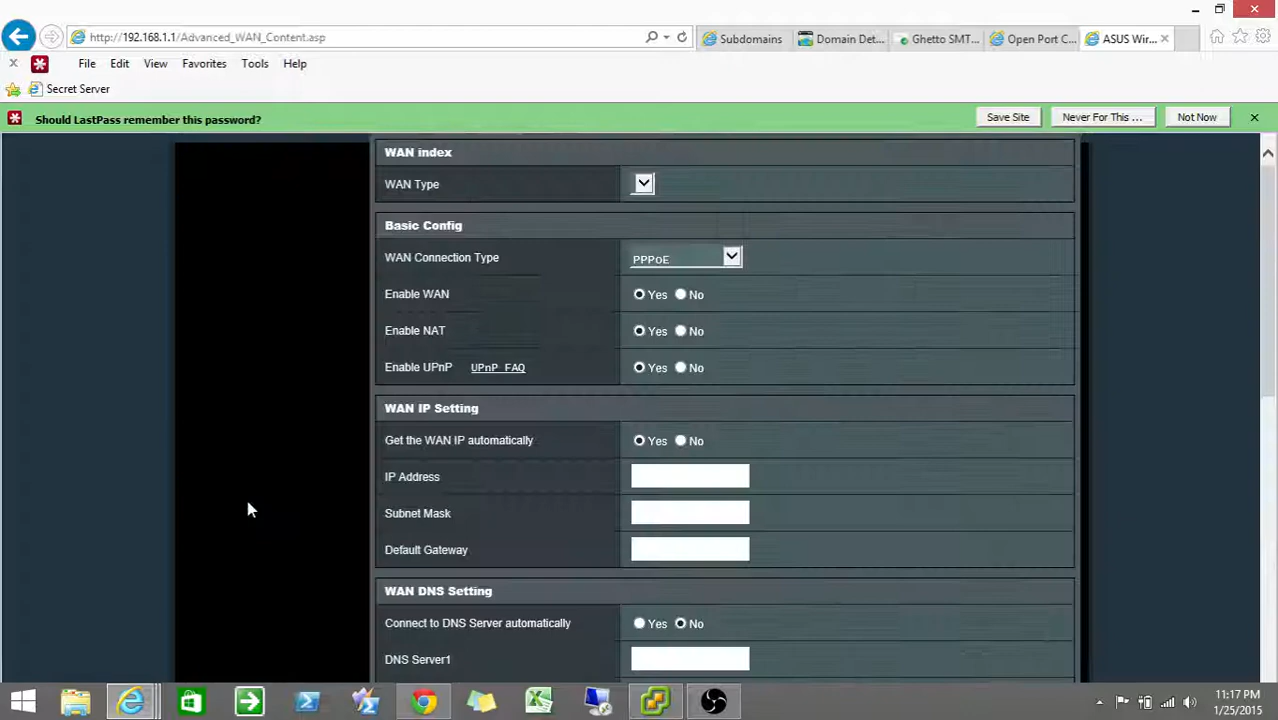 http://192.168.1.1/Advanced_WAN_Content.asp
Subdomains
Domain Det...
Ghetto SMT...
Open Port C...
ASUS Wir...
File Edit View Favorites Tools Help
Secret Server
Should LastPass remember this password?
Save Site
Never For This ...
Not Now
WAN index
WAN Type
Basic Config
WAN Connection Type
PPPoE
Enable WAN
Yes No
Enable NAT
Yes No
Enable UPnP UPnP FAQ
Yes No
WAN IP Setting
Get the WAN IP automatically
Yes No
IP Address
Subnet Mask
Default Gateway
WAN DNS Setting
Connect to DNS Server automatically
Yes No
DNS Server1
11:17 PM
1/25/2015